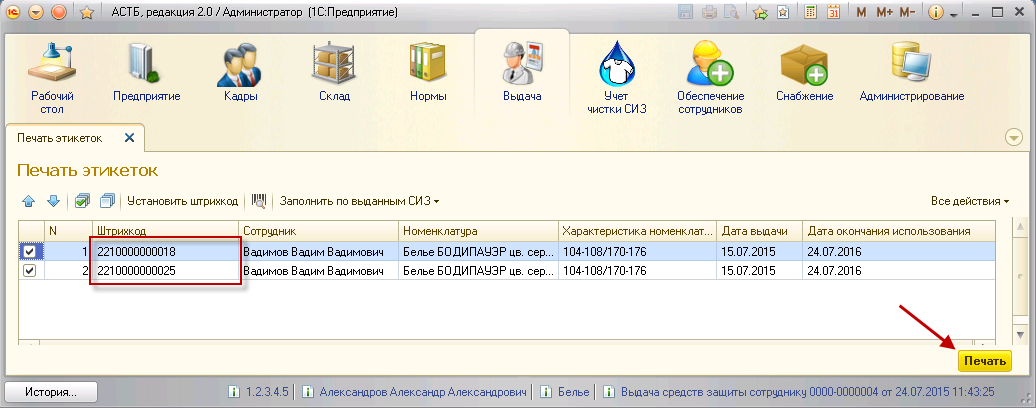 АСТБ, редакция 2.0 / Администратор (1С:Предприятие)
M M+ M-
31
Рабочий стол
Предприятие
Кадры
Склад
Нормы
Выдача
Учет чистки СИЗ
Обеспечение сотрудников
Снабжение
Администрирование
Печать этикеток
Печать этикеток
Установить штрихкод Заполнить по выданным СИЗ Все действия
N Штрихкод Сотрудник Номенклатура Характеристика номенклат... Дата выдачи Дата окончания использования
1 2210000000018 Вадимов Вадим Вадимович Белье БОДИПАУЭР цв. сер... 104-108/170-176 15.07.2015 24.07.2016
2 2210000000025 Вадимов Вадим Вадимович Белье БОДИПАУЭР цв. сер... 104-108/170-176 15.07.2015 24.07.2016
Печать
История... 1.2.3.4.5 Александров Александр Александрович Белье Выдача средств защиты сотруднику 0000-0000004 от 24.07.2015 11:43:25